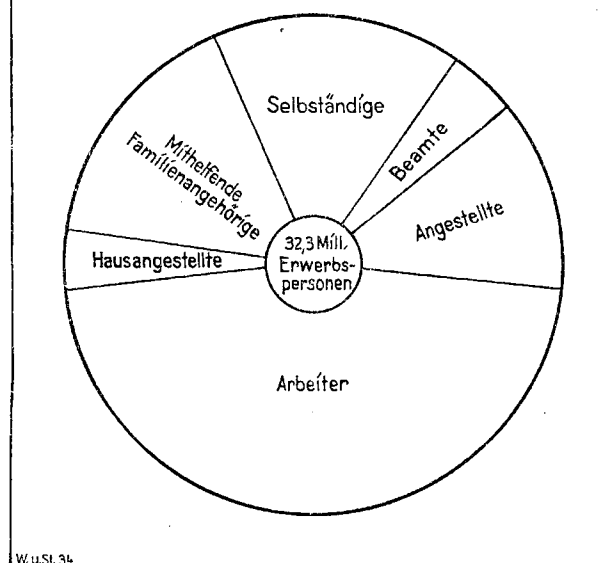 Selbständige
Beamte
Mithelfende
Familienangehörige
Angestellte
Hausangestellte
32,3 Mill.
Erwerbs-
personen
Arbeiter
W. u. St. 34